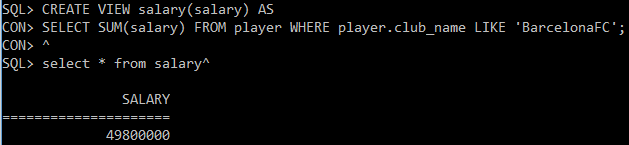 SQL> CREATE VIEW salary(salary) AS
CON> SELECT SUM(salary) FROM player WHERE player.club_name LIKE 'BarcelonaFC';
CON> ^
SQL> select * from salary^
SALARY
=====================
49800000